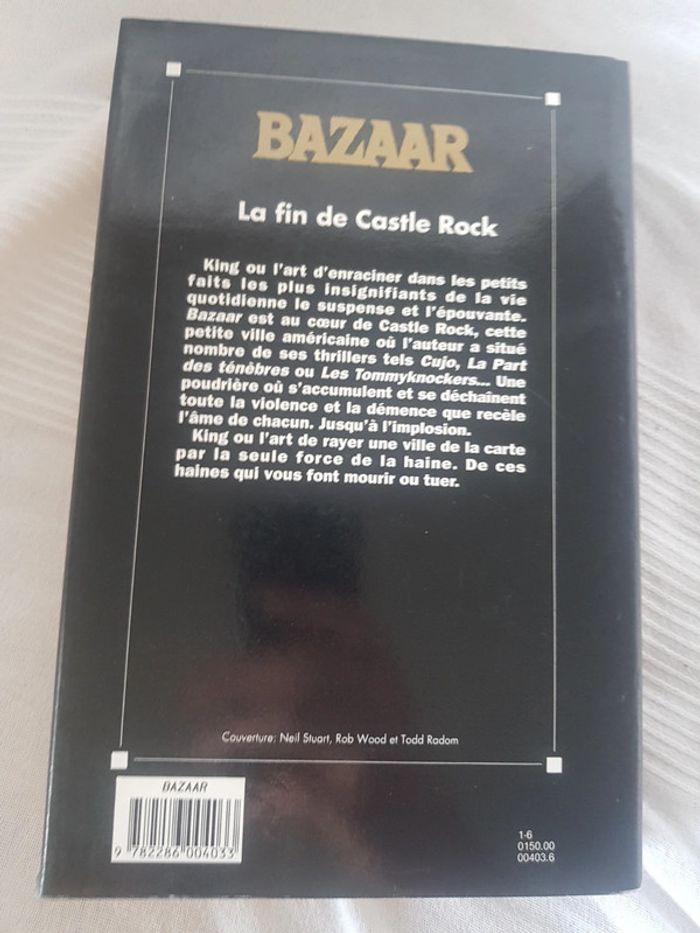 BAZAAR
La fin de Castle Rock
King ou l'art d'enraciner dans les petits
faits les plus insignifiants de la vie
quotidienne le suspense et l'épouvante.
Bazaar est au cœur de Castle Rock, cette
petite ville américaine où l'auteur a situé
nombre de ses thrillers tels Cujo, La Part
des ténèbres ou Les Tommyknockers... Une
poudrière où s'accumulent et se déchaînent
toute la violence et la démence que recèle
l'âme de chacun. Jusqu'à l'implosion.
King ou l'art de rayer une ville de la carte
par la seule force de la haine. De ces
haines qui vous font mourir ou tuer.
Couverture: Neil Stuart, Rob Wood et Todd Radom
BAZAAR
9 782286 004033
1-6
0150.00
00403.6